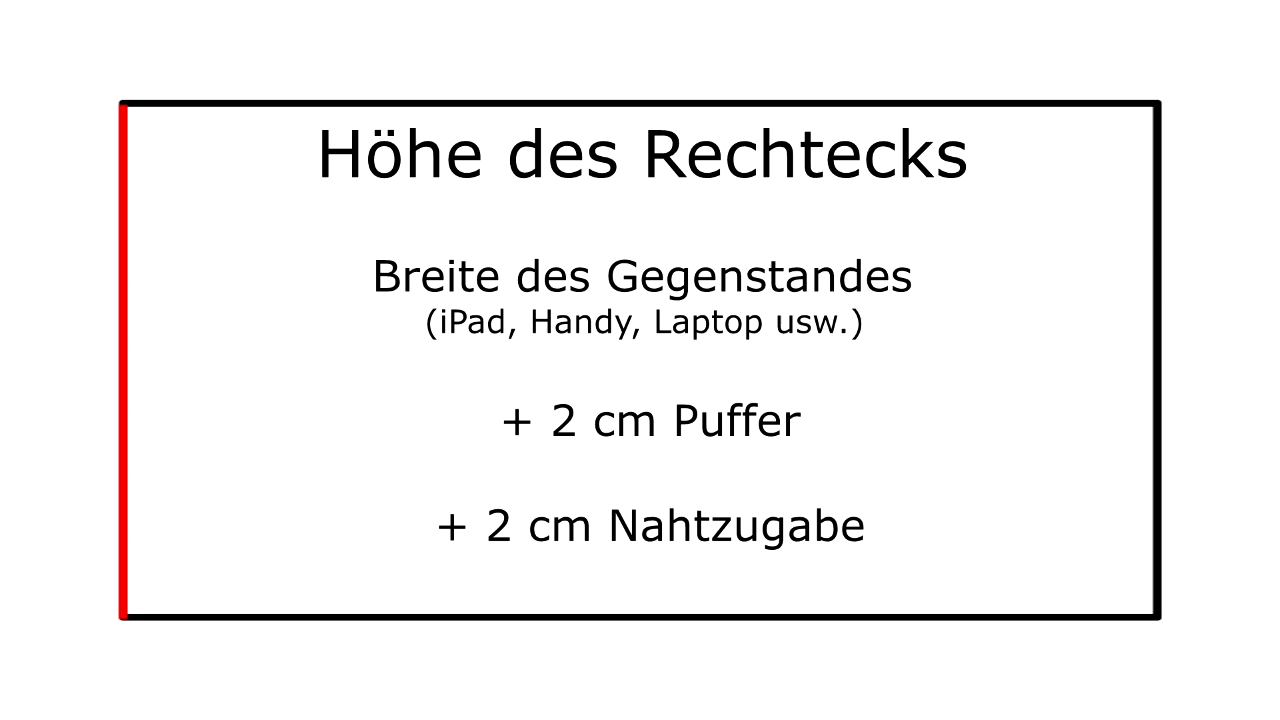 Höhe des Rechtecks
Breite des Gegenstandes
(iPad, Handy, Laptop usw.)
+ 2 cm Puffer
+ 2 cm Nahtzugabe